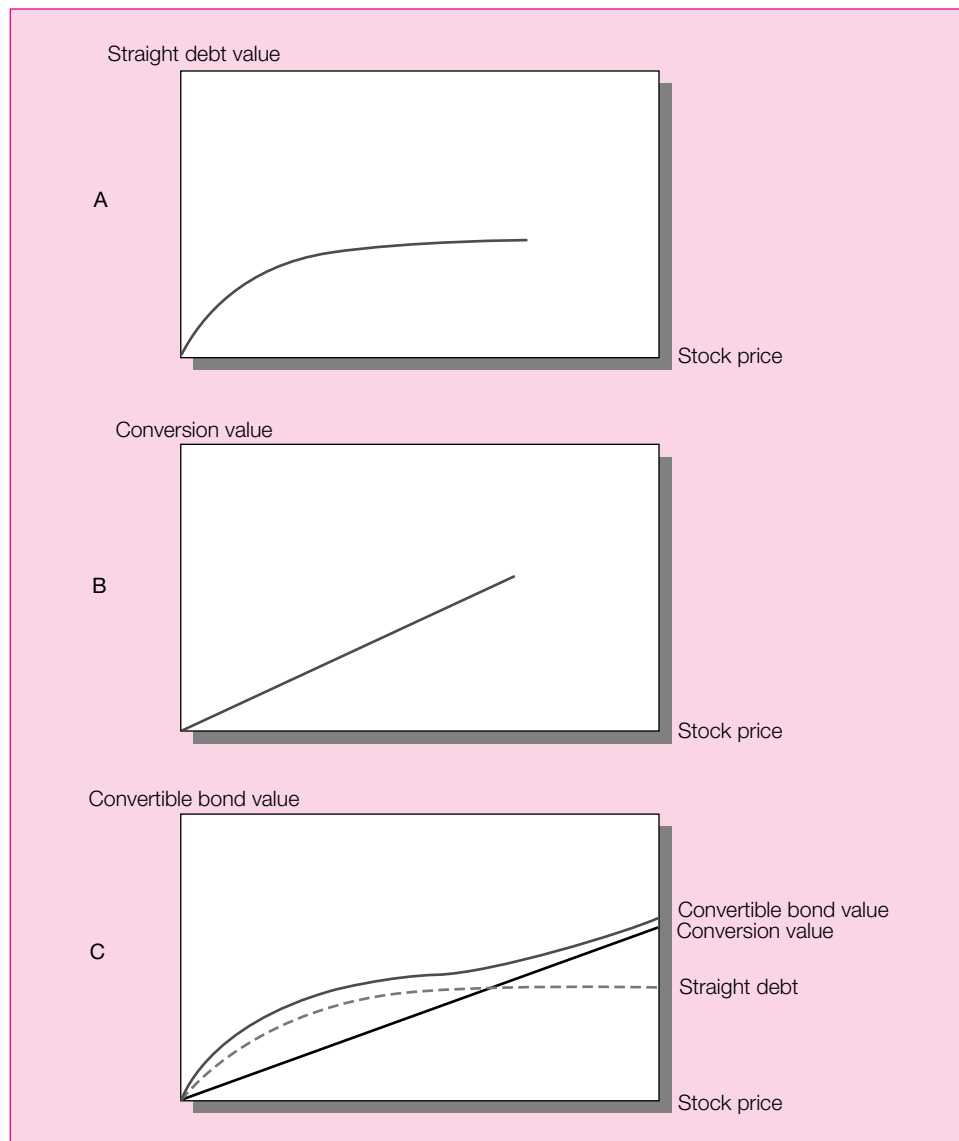 Straight debt value
A
Stock price
Conversion value
B
Stock price
Convertible bond value
Convertible bond value
Conversion value
C
Straight debt
Stock price